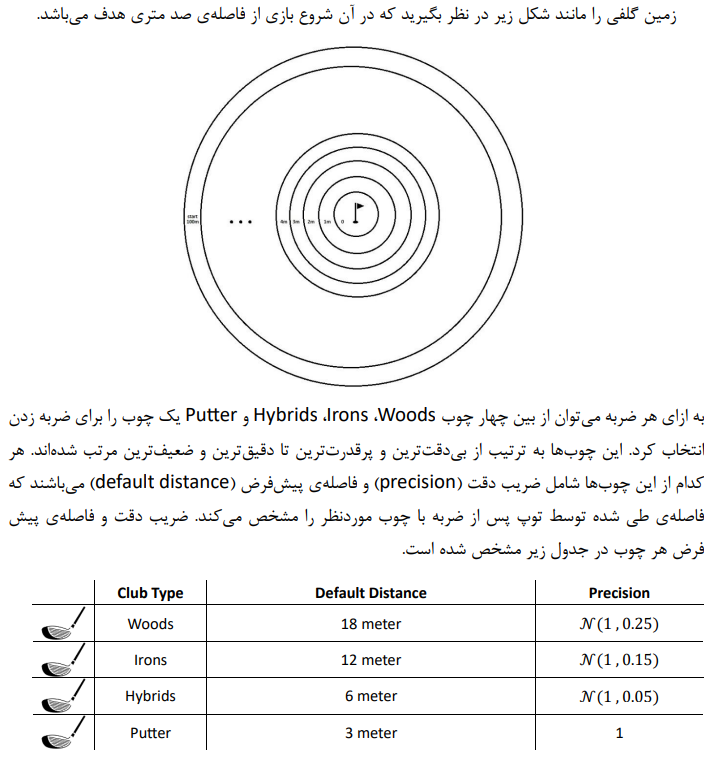 زمین گلفی را مانند شکل زیر در نظر بگیرید که در آن شروع بازی از فاصله‌ی صد متری هدف می‌باشد.
start
100m
...
4m 3m 2m 1m 0
به ازای هر ضربه می‌توان از بین چهار چوب Woods، Irons، Hybrids و Putter یک چوب را برای ضربه زدن
انتخاب کرد. این چوب‌ها به ترتیب از بی‌دقت‌ترین و پرقدرت‌ترین تا دقیق‌ترین و ضعیف‌ترین مرتب شده‌اند. هر
کدام از این چوب‌ها شامل ضریب دقت (precision) و فاصله‌ی پیش‌فرض (default distance) می‌باشند که
فاصله‌ی طی شده توسط توپ پس از ضربه با چوب موردنظر را مشخص می‌کند. ضریب دقت و فاصله‌ی پیش
فرض هر چوب در جدول زیر مشخص شده است.
Club Type Default Distance Precision
Woods 18 meter 𝒩(1 , 0.25)
Irons 12 meter 𝒩(1 , 0.15)
Hybrids 6 meter 𝒩(1 , 0.05)
Putter 3 meter 1